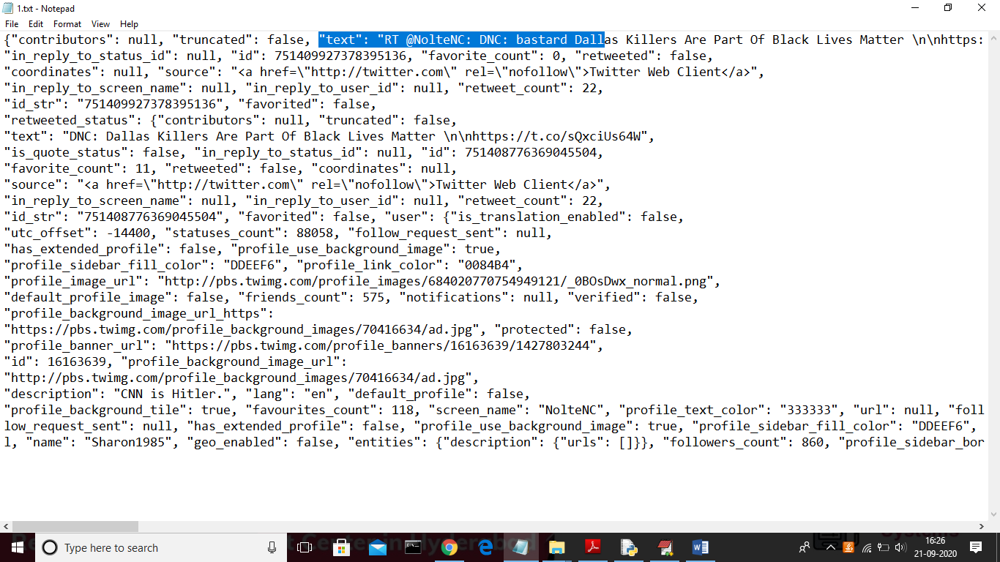 1.txt - Notepad
File Edit Format View Help
{"contributors": null, "truncated": false, "text": "RT @NolteNC: DNC: bastard Dallas Killers Are Part Of Black Lives Matter \n\nhttps:
"in_reply_to_status_id": null, "id": 751409927378395136, "favorite_count": 0, "retweeted": false,
"coordinates": null, "source": "<a href=\"http://twitter.com\" rel=\"nofollow\">Twitter Web Client</a>",
"in_reply_to_screen_name": null, "in_reply_to_user_id": null, "retweet_count": 22,
"id_str": "751409927378395136", "favorited": false,
"retweeted_status": {"contributors": null, "truncated": false,
"text": "DNC: Dallas Killers Are Part Of Black Lives Matter \n\nhttps://t.co/sQxciUs64W",
"is_quote_status": false, "in_reply_to_status_id": null, "id": 751408776369045504,
"favorite_count": 11, "retweeted": false, "coordinates": null,
"source": "<a href=\"http://twitter.com\" rel=\"nofollow\">Twitter Web Client</a>",
"in_reply_to_screen_name": null, "in_reply_to_user_id": null, "retweet_count": 22,
"id_str": "751408776369045504", "favorited": false, "user": {"is_translation_enabled": false,
"utc_offset": -14400, "statuses_count": 88058, "follow_request_sent": null,
"has_extended_profile": false, "profile_use_background_image": true,
"profile_sidebar_fill_color": "DDEEF6", "profile_link_color": "0084B4",
"profile_image_url": "http://pbs.twimg.com/profile_images/684020770754949121/_0BOsDwx_normal.png",
"default_profile_image": false, "friends_count": 575, "notifications": null, "verified": false,
"profile_background_image_url_https":
"https://pbs.twimg.com/profile_background_images/70416634/ad.jpg", "protected": false,
"profile_banner_url": "https://pbs.twimg.com/profile_banners/16163639/1427803244",
"id": 16163639, "profile_background_image_url":
"http://pbs.twimg.com/profile_background_images/70416634/ad.jpg",
"description": "CNN is Hitler.", "lang": "en", "default_profile": false,
"profile_background_tile": true, "favourites_count": 118, "screen_name": "NolteNC", "profile_text_color": "333333", "url": null, "foll
low_request_sent": null, "has_extended_profile": false, "profile_use_background_image": true, "profile_sidebar_fill_color": "DDEEF6",
l, "name": "Sharon1985", "geo_enabled": false, "entities": {"description": {"urls": []}}, "followers_count": 860, "profile_sidebar_bor
Type here to search
16:26
21-09-2020